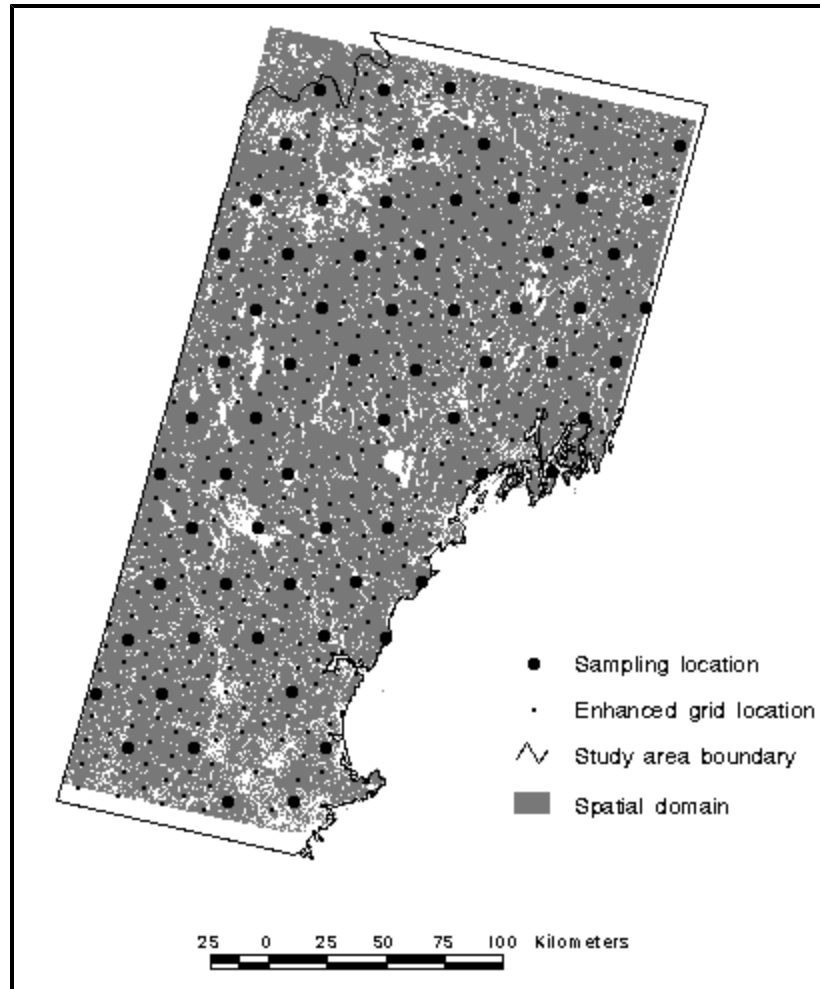 Sampling location
Enhanced grid location
Study area boundary
Spatial domain
25 0 25 50 75 100 Kilometers